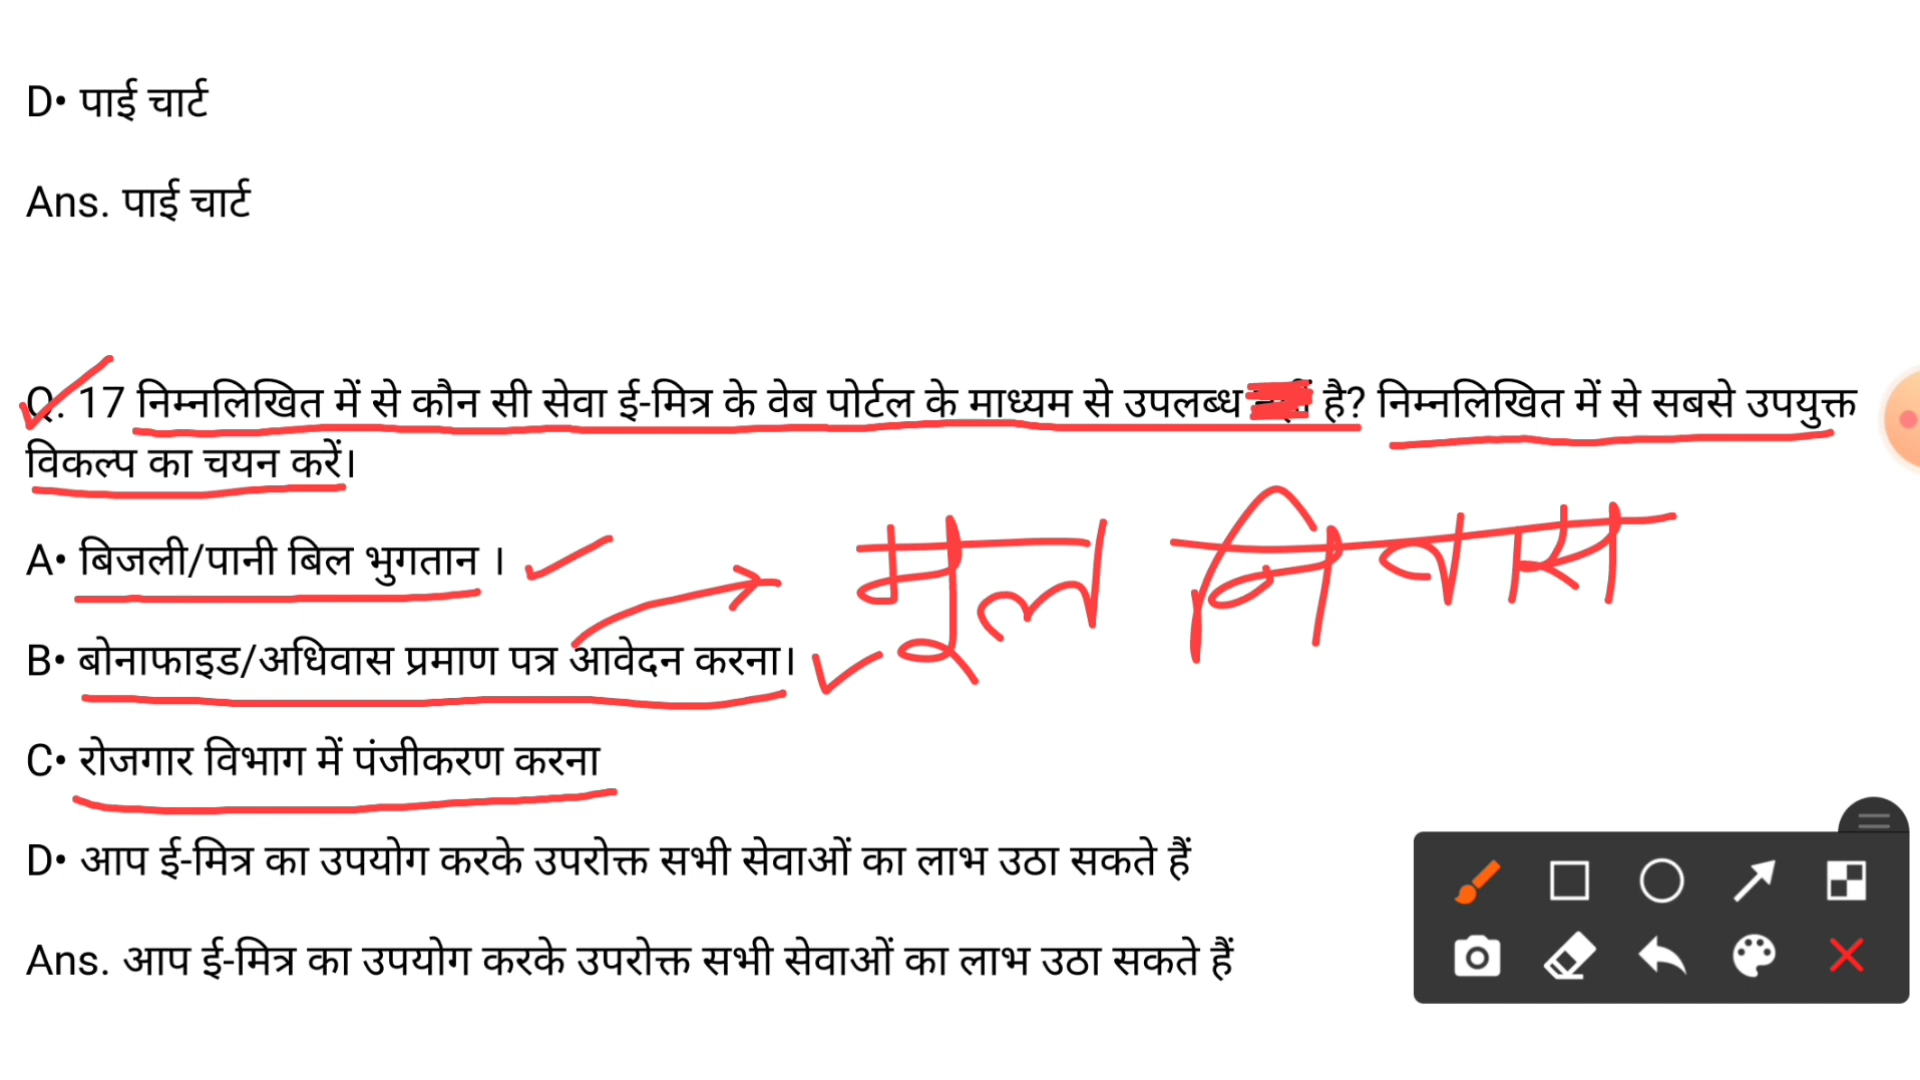 D• पाई चार्ट
Ans. पाई चार्ट
Q. 17 निम्नलिखित में से कौन सी सेवा ई-मित्र के वेब पोर्टल के माध्यम से उपलब्ध है? निम्नलिखित में से सबसे उपयुक्त
विकल्प का चयन करें।
A• बिजली/पानी बिल भुगतान ।
मूल निवास
B• बोनाफाइड/अधिवास प्रमाण पत्र आवेदन करना।
C• रोजगार विभाग में पंजीकरण करना
D• आप ई-मित्र का उपयोग करके उपरोक्त सभी सेवाओं का लाभ उठा सकते हैं
Ans. आप ई-मित्र का उपयोग करके उपरोक्त सभी सेवाओं का लाभ उठा सकते हैं